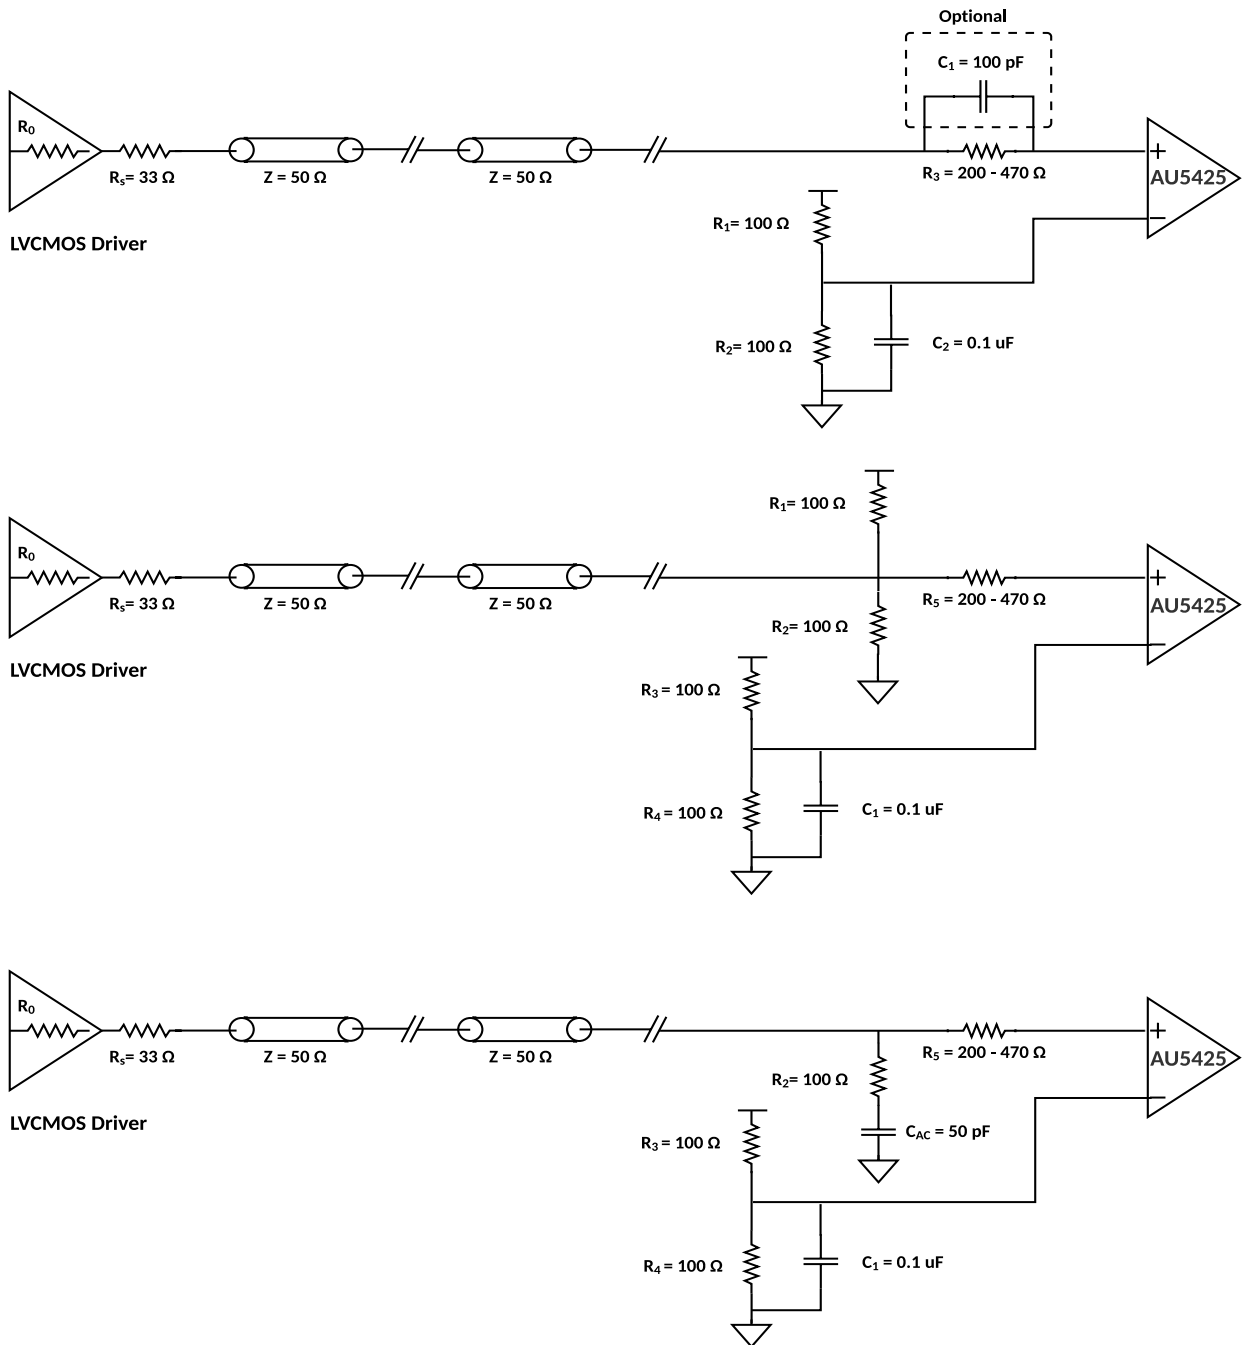 Optional
C₁ = 100 pF
R₀
Rₛ= 33 Ω
Z = 50 Ω
Z = 50 Ω
R₃ = 200 - 470 Ω
+
AU5425
−
R₁= 100 Ω
LVCMOS Driver
R₂= 100 Ω
C₂ = 0.1 uF
R₁= 100 Ω
R₀
Rₛ= 33 Ω
Z = 50 Ω
Z = 50 Ω
R₅ = 200 - 470 Ω
+
AU5425
−
R₂= 100 Ω
LVCMOS Driver
R₃ = 100 Ω
R₄ = 100 Ω
C₁ = 0.1 uF
R₀
Rₛ= 33 Ω
Z = 50 Ω
Z = 50 Ω
R₅ = 200 - 470 Ω
+
AU5425
−
R₂= 100 Ω
LVCMOS Driver
C_AC = 50 pF
R₃ = 100 Ω
R₄ = 100 Ω
C₁ = 0.1 uF